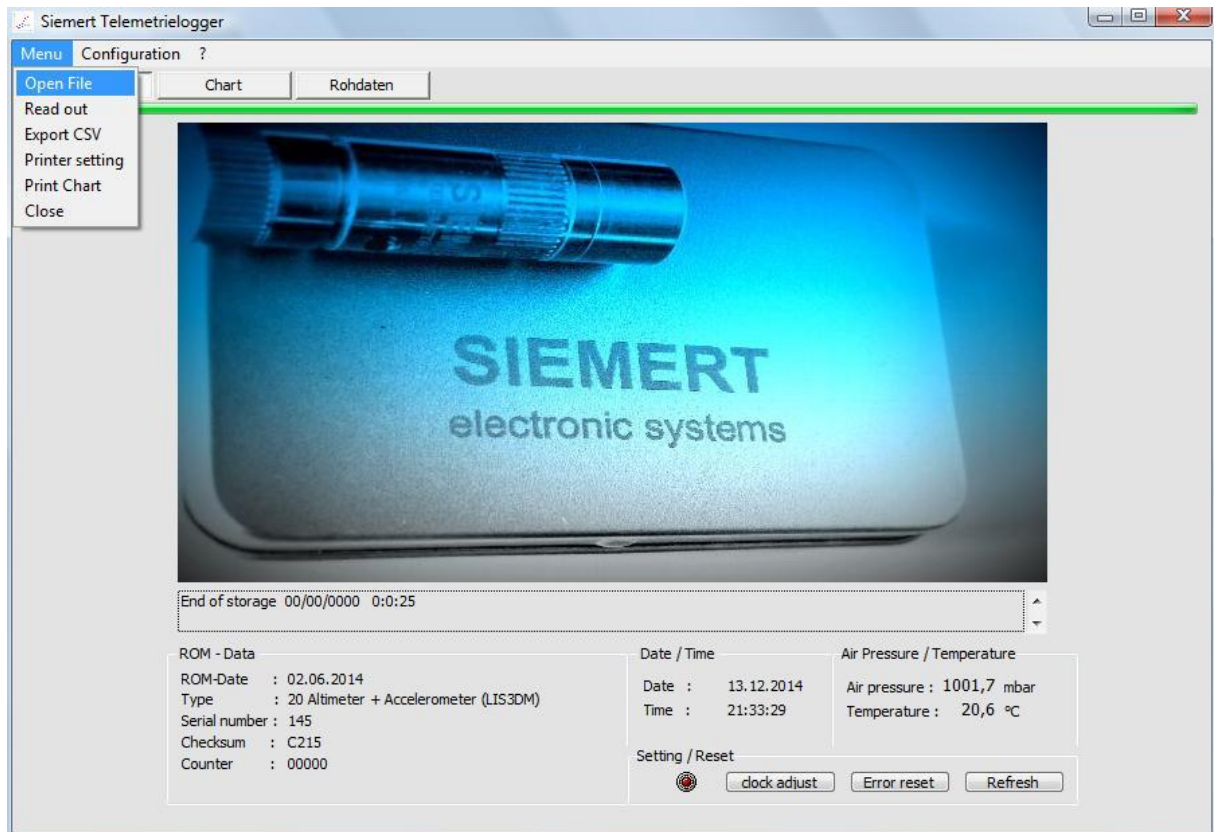 Siemert Telemetrielogger
Menu Configuration ?
Open File
Chart Rohdaten
Read out
Export CSV
Printer setting
Print Chart
Close
SIEMERT
electronic systems
End of storage 00/00/0000 0:0:25
ROM - Data
ROM-Date : 02.06.2014
Type : 20 Altimeter + Accelerometer (LIS3DM)
Serial number : 145
Checksum : C215
Counter : 00000
Date / Time
Date : 13.12.2014
Time : 21:33:29
Air Pressure / Temperature
Air pressure : 1001,7 mbar
Temperature : 20,6 ºC
Setting / Reset
clock adjust Error reset Refresh